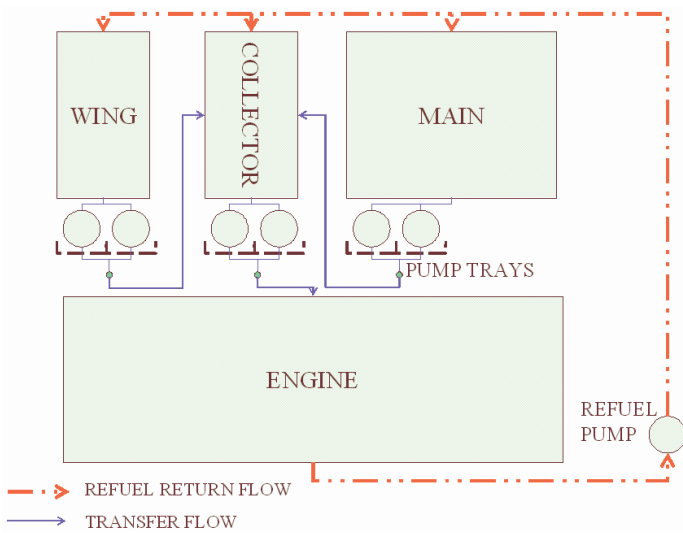 WING
COLLECTOR
MAIN
PUMP TRAYS
ENGINE
REFUEL
PUMP
REFUEL RETURN FLOW
TRANSFER FLOW